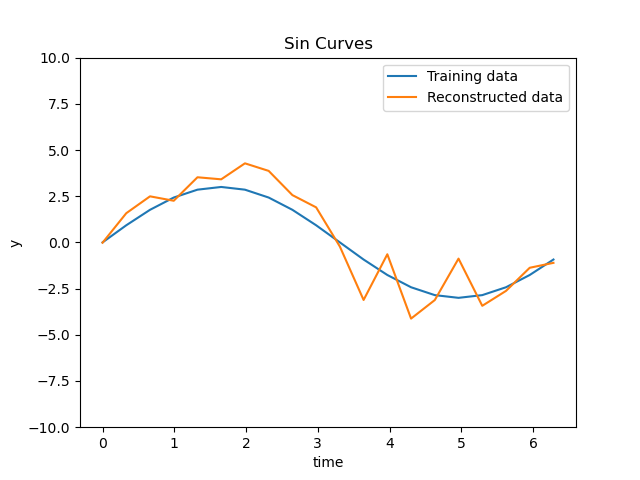 Sin Curves
Training data
Reconstructed data
10.0
7.5
5.0
2.5
0.0
−2.5
−5.0
−7.5
−10.0
y
0 1 2 3 4 5 6
time